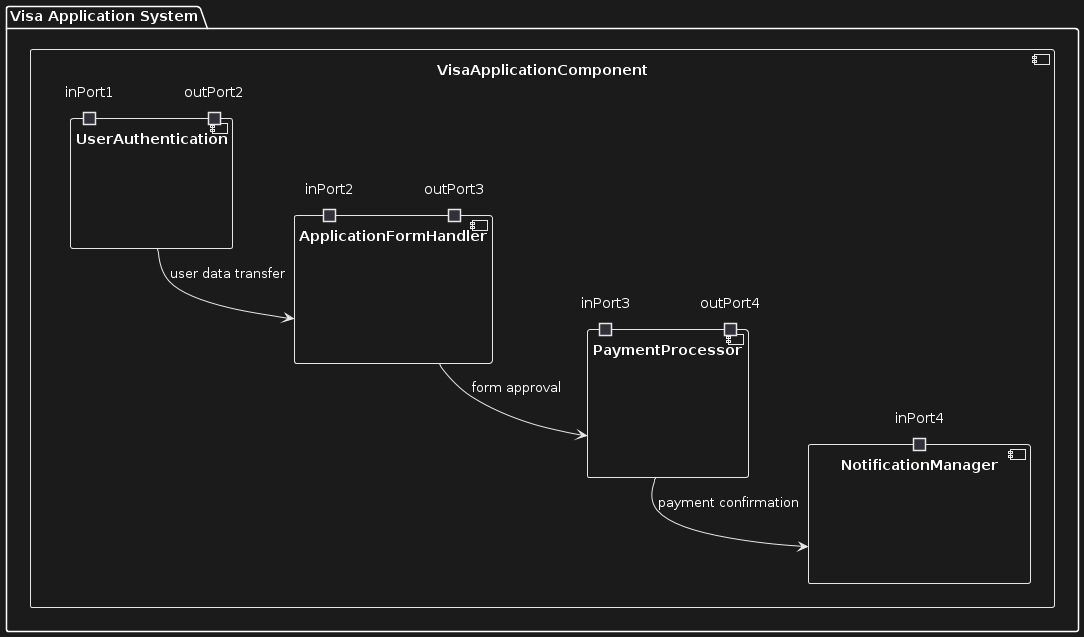 Visa Application System
VisaApplicationComponent
inPort1
outPort2
UserAuthentication
inPort2
outPort3
ApplicationFormHandler
user data transfer
inPort3
outPort4
PaymentProcessor
form approval
inPort4
NotificationManager
payment confirmation